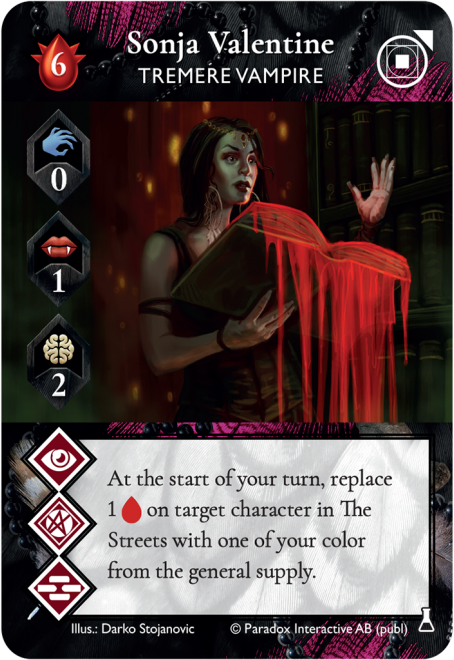 6
Sonja Valentine
TREMERE VAMPIRE
0
1
2
At the start of your turn, replace
1 on target character in The
Streets with one of your color
from the general supply.
Illus.: Darko Stojanovic © Paradox Interactive AB (publ)